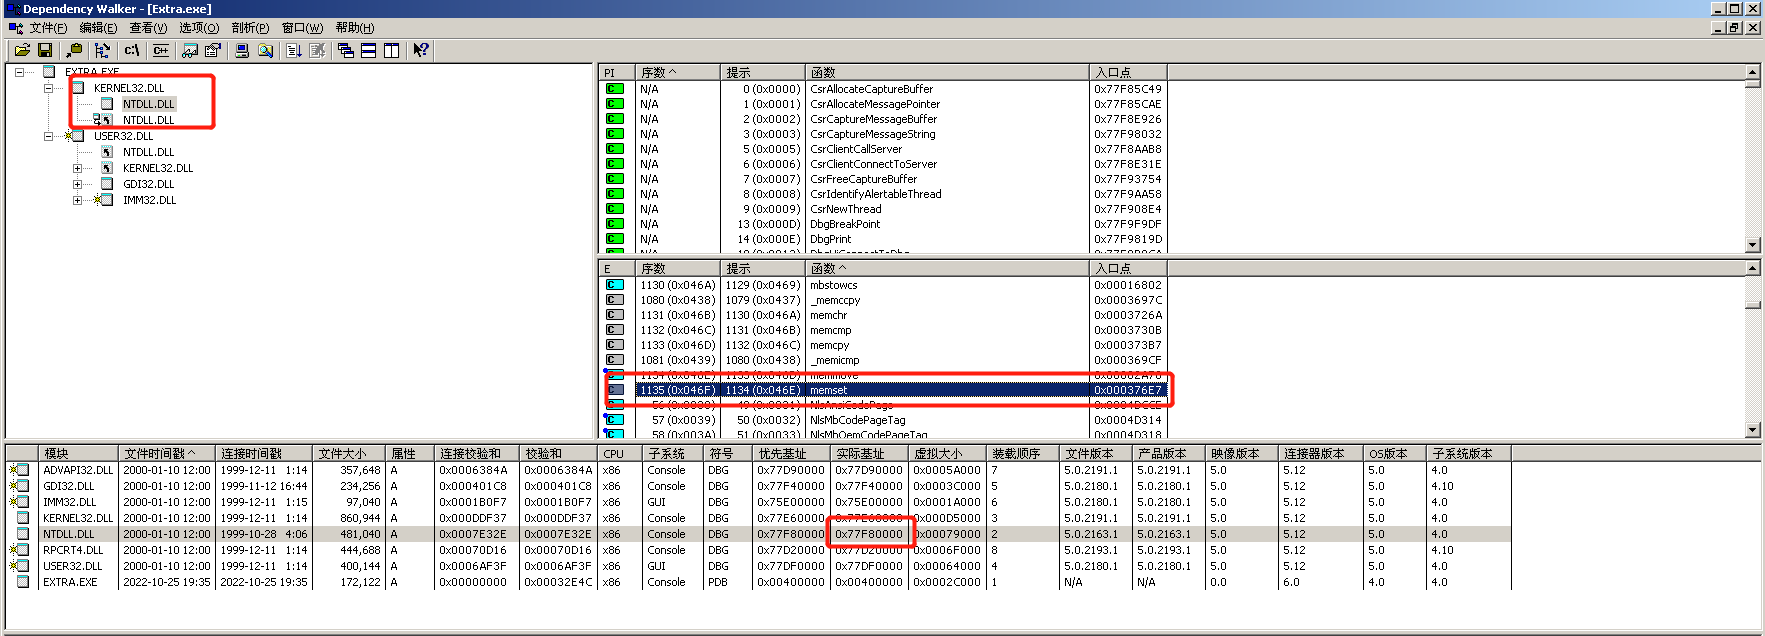 Dependency Walker - [Extra.exe]
文件(F) 编辑(E) 查看(V) 选项(O) 剖析(P) 窗口(W) 帮助(H)
C:\ C++
EXTRA.EXE
KERNEL32.DLL
NTDLL.DLL
NTDLL.DLL
USER32.DLL
NTDLL.DLL
KERNEL32.DLL
GDI32.DLL
IMM32.DLL
PI 序数 ^ 提示 函数 入口点
C N/A 0 (0x0000) CsrAllocateCaptureBuffer 0x77F85C49
C N/A 1 (0x0001) CsrAllocateMessagePointer 0x77F85CAE
C N/A 2 (0x0002) CsrCaptureMessageBuffer 0x77F8E926
C N/A 3 (0x0003) CsrCaptureMessageString 0x77F98032
C N/A 5 (0x0005) CsrClientCallServer 0x77F8AAB8
C N/A 6 (0x0006) CsrClientConnectToServer 0x77F8E31E
C N/A 7 (0x0007) CsrFreeCaptureBuffer 0x77F93754
C N/A 8 (0x0008) CsrIdentifyAlertableThread 0x77F9AA58
C N/A 9 (0x0009) CsrNewThread 0x77F908E4
C N/A 13 (0x000D) DbgBreakPoint 0x77F9F9DF
C N/A 14 (0x000E) DbgPrint 0x77F9819D
E 序数 提示 函数 ^ 入口点
C 1130 (0x046A) 1129 (0x0469) mbstowcs 0x00016802
C 1080 (0x0438) 1079 (0x0437) _memccpy 0x0003697C
C 1131 (0x046B) 1130 (0x046A) memchr 0x0003726A
C 1132 (0x046C) 1131 (0x046B) memcmp 0x0003730B
C 1133 (0x046D) 1132 (0x046C) memcpy 0x000373B7
C 1081 (0x0439) 1080 (0x0438) _memicmp 0x000369CF
C 1134 (0x046E) 1133 (0x046D) memmove
C 1135 (0x046F) 1134 (0x046E) memset 0x000376E7
C 56 (0x0038) 49 (0x0031) NlsAnsiCodePage 0x0004DCCE
C 57 (0x0039) 50 (0x0032) NlsMbCodePageTag 0x0004D314
C 58 (0x003A) 51 (0x0033) NlsMbOemCodePageTag 0x0004D318
模块 文件时间戳 ^ 连接时间戳 文件大小 属性 连接校验和 校验和 CPU 子系统 符号 优先基址 实际基址 虚拟大小 装载顺序 文件版本 产品版本 映像版本 连接器版本 OS版本 子系统版本
ADVAPI32.DLL 2000-01-10 12:00 1999-12-11 1:14 357,648 A 0x0006384A 0x0006384A x86 Console DBG 0x77D90000 0x77D90000 0x0005A000 7 5.0.2191.1 5.0.2191.1 5.0 5.12 5.0 4.0
GDI32.DLL 2000-01-10 12:00 1999-11-12 16:44 234,256 A 0x000401C8 0x000401C8 x86 Console DBG 0x77F40000 0x77F40000 0x0003C000 5 5.0.2180.1 5.0.2180.1 5.0 5.12 5.0 4.10
IMM32.DLL 2000-01-10 12:00 1999-12-11 1:15 97,040 A 0x0001B0F7 0x0001B0F7 x86 GUI DBG 0x75E00000 0x75E00000 0x0001A000 6 5.0.2180.1 5.0.2180.1 5.0 5.12 5.0 4.0
KERNEL32.DLL 2000-01-10 12:00 1999-12-11 1:14 860,944 A 0x000DDF37 0x000DDF37 x86 Console DBG 0x77E60000 0x77E60000 0x000D5000 3 5.0.2191.1 5.0.2191.1 5.0 5.12 5.0 4.0
NTDLL.DLL 2000-01-10 12:00 1999-10-28 4:06 481,040 A 0x0007E32E 0x0007E32E x86 Console DBG 0x77F80000 0x77F80000 0x00079000 2 5.0.2163.1 5.0.2163.1 5.0 5.12 5.0 4.0
RPCRT4.DLL 2000-01-10 12:00 1999-12-11 1:14 444,688 A 0x00070D16 0x00070D16 x86 Console DBG 0x77D20000 0x77D20000 0x0006F000 8 5.0.2193.1 5.0.2193.1 5.0 5.12 5.0 4.10
USER32.DLL 2000-01-10 12:00 1999-12-11 1:14 400,144 A 0x0006AF3F 0x0006AF3F x86 GUI DBG 0x77DF0000 0x77DF0000 0x00064000 4 5.0.2180.1 5.0.2180.1 5.0 5.12 5.0 4.0
EXTRA.EXE 2022-10-25 19:35 2022-10-25 19:35 172,122 A 0x00000000 0x00032E4C x86 Console PDB 0x00400000 0x00400000 0x0002C000 1 N/A N/A 0.0 6.0 4.0 4.0